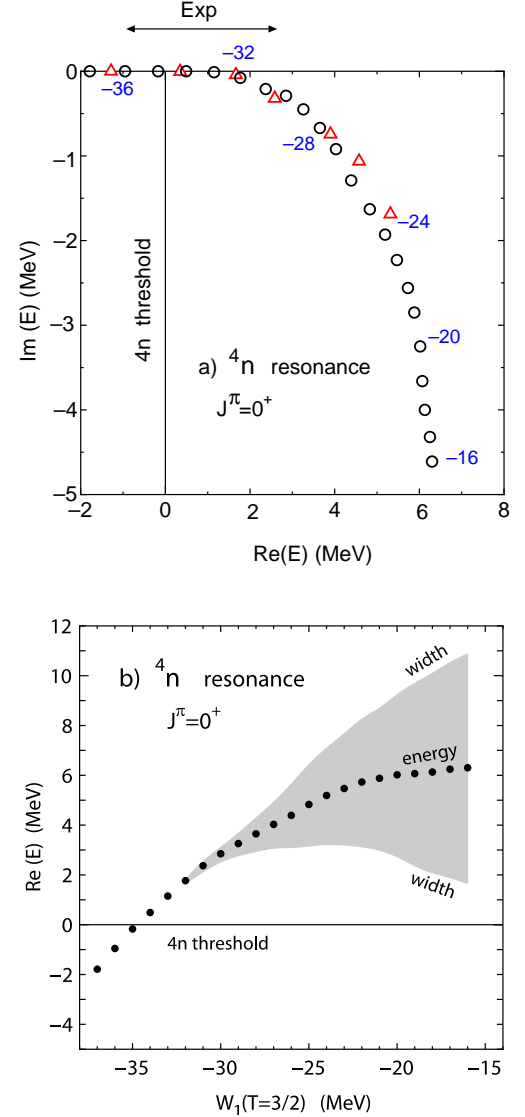 Exp
0
−1
−2
−3
−4
−5
−2
0
2
4
6
8
−36
−32
−28
−24
−20
−16
4n threshold
a) ⁴n resonance
J^π=0⁺
Im (E) (MeV)
Re(E) (MeV)
12
10
8
6
4
2
0
−2
−4
b) ⁴n resonance
J^π=0⁺
width
energy
width
4n threshold
Re (E) (MeV)
−35
−30
−25
−20
−15
W₁(T=3/2) (MeV)